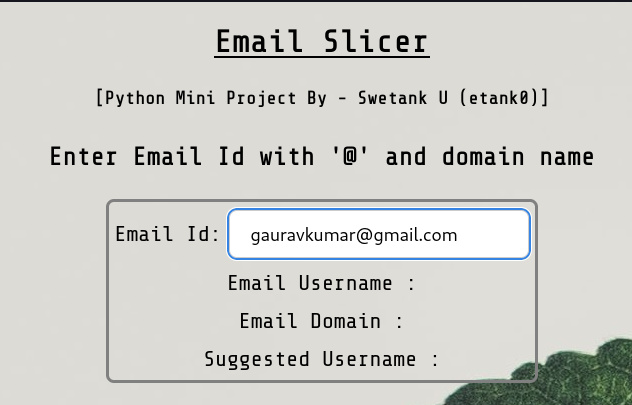 Email Slicer
[Python Mini Project By - Swetank U (etank0)]
Enter Email Id with '@' and domain name
Email Id: gauravkumar@gmail.com
Email Username :
Email Domain :
Suggested Username :